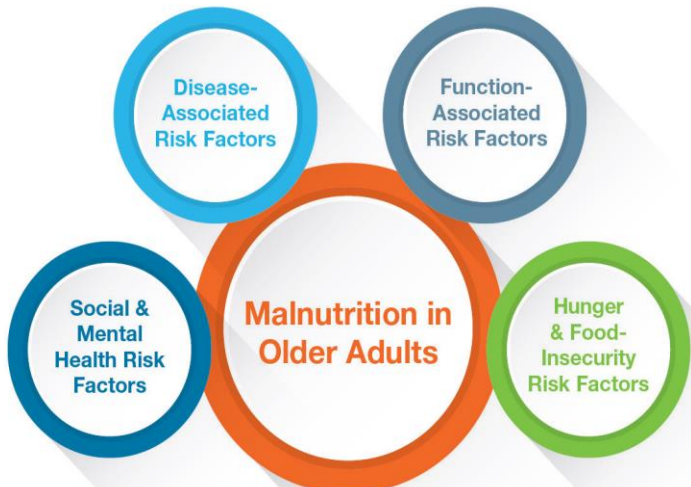 Disease-
Associated
Risk Factors
Function-
Associated
Risk Factors
Social &
Mental
Health Risk
Factors
Malnutrition in
Older Adults
Hunger
& Food-
Insecurity
Risk Factors